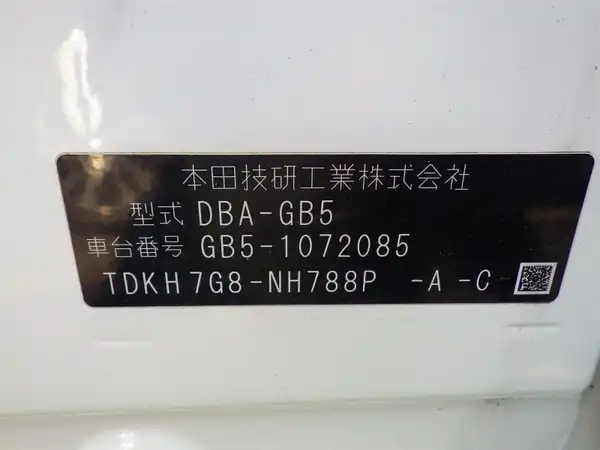 本田技研工業株式会社
型式 DBA-GB5
車台番号 GB5-1072085
TDKH7G8-NH788P -A -C